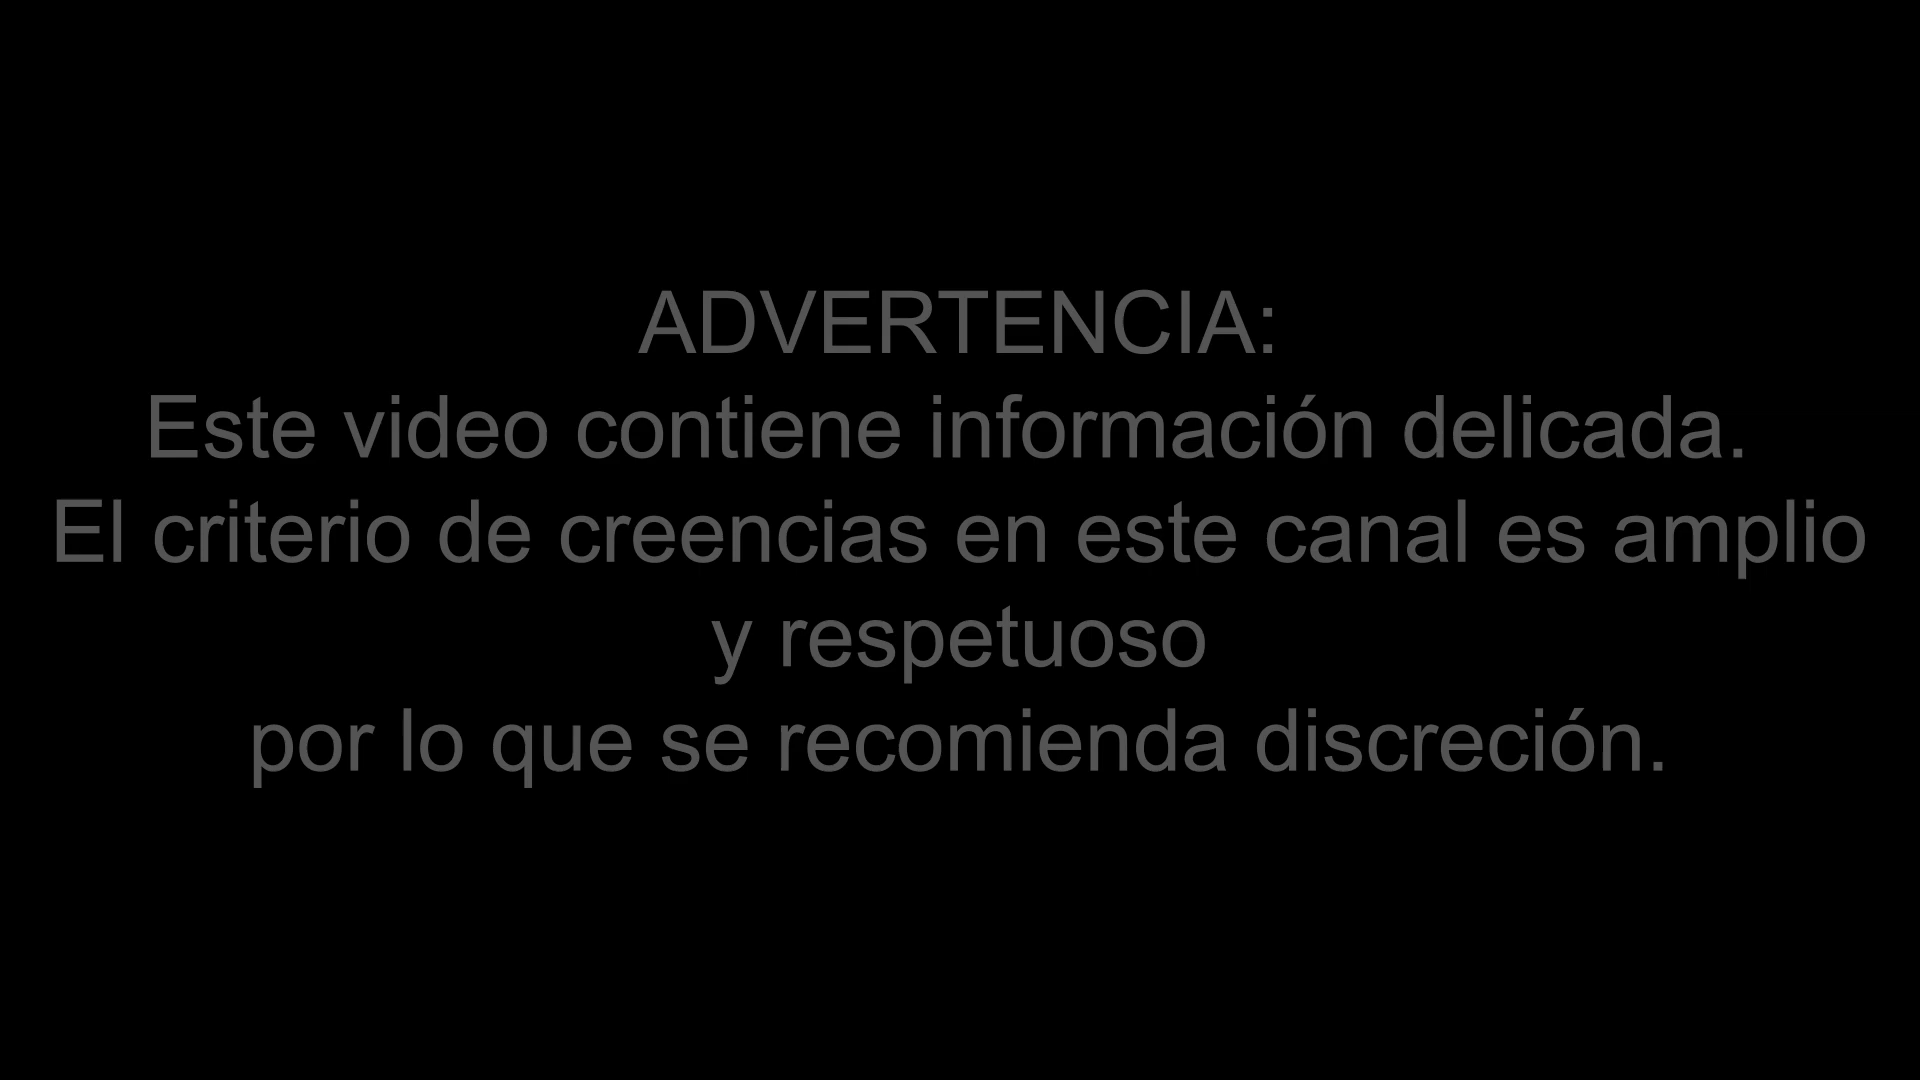 ADVERTENCIA:
Este video contiene información delicada.
El criterio de creencias en este canal es amplio
y respetuoso
por lo que se recomienda discreción.